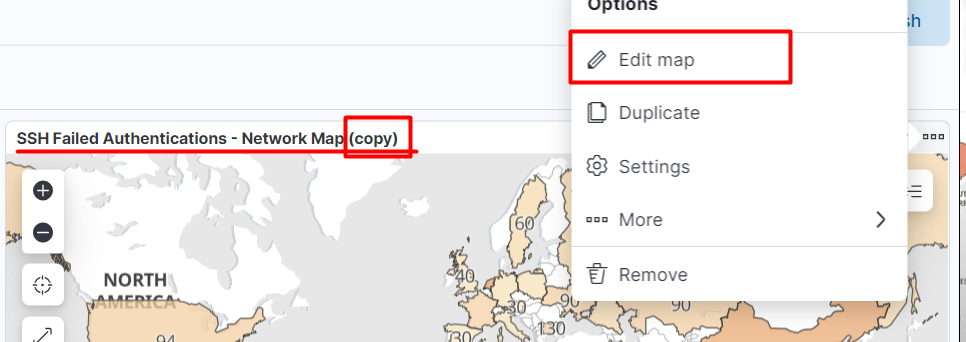 Options
sh
Edit map
Duplicate
SSH Failed Authentications - Network Map (copy)
Settings
More
Remove
60
40
NORTH
AMERICA
30
90
90
130
30
94